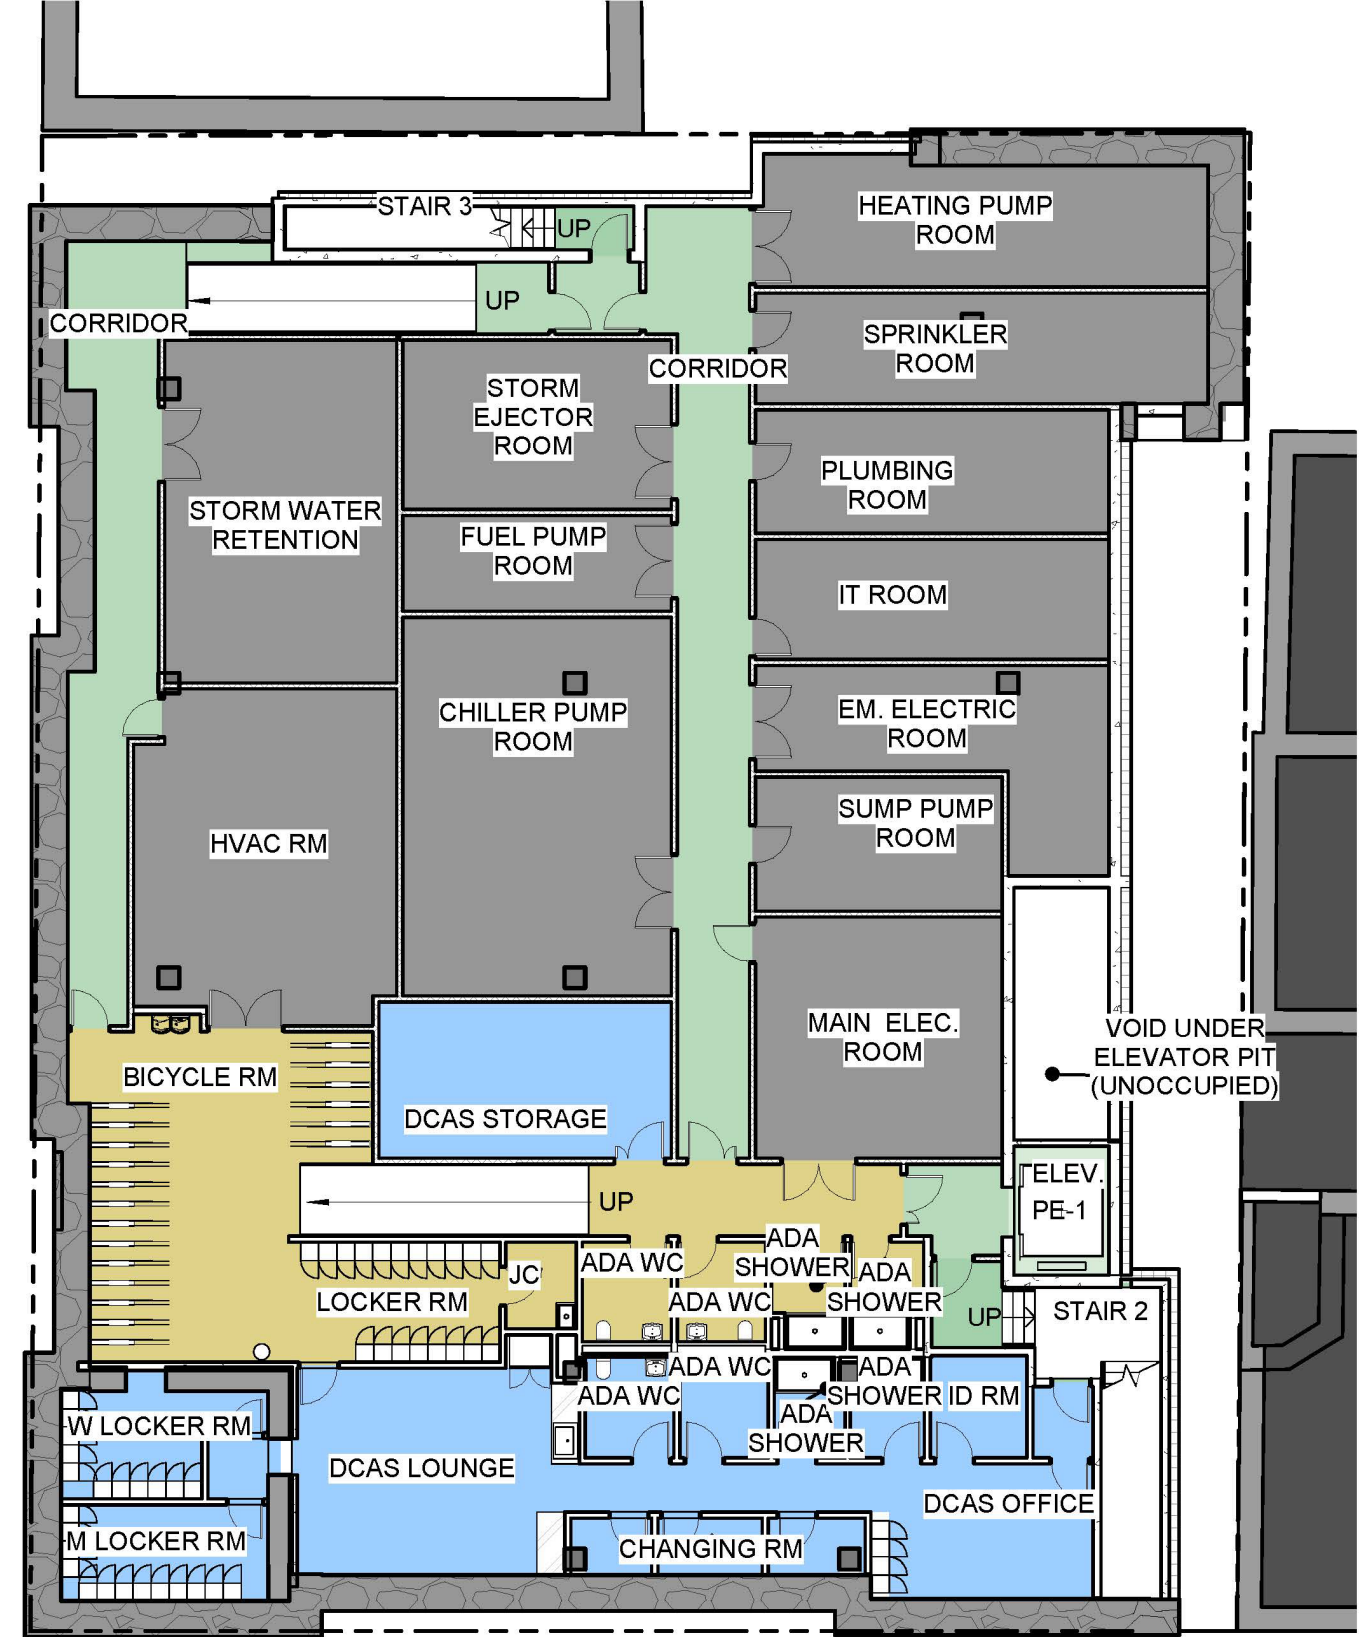 STAIR 3
UP
HEATING PUMP
ROOM
UP
CORRIDOR
SPRINKLER
ROOM
CORRIDOR
STORM
EJECTOR
ROOM
PLUMBING
ROOM
STORM WATER
RETENTION
FUEL PUMP
ROOM
IT ROOM
CHILLER PUMP
ROOM
EM. ELECTRIC
ROOM
SUMP PUMP
ROOM
HVAC RM
MAIN ELEC.
ROOM
VOID UNDER
ELEVATOR PIT
(UNOCCUPIED)
BICYCLE RM
DCAS STORAGE
ELEV.
PE-1
UP
ADA
SHOWER
ADA WC
JC
ADA
SHOWER
LOCKER RM
ADA WC
UP
STAIR 2
ADA WC
ADA
SHOWER
ADA WC
ID RM
ADA
SHOWER
W LOCKER RM
DCAS LOUNGE
DCAS OFFICE
M LOCKER RM
CHANGING RM